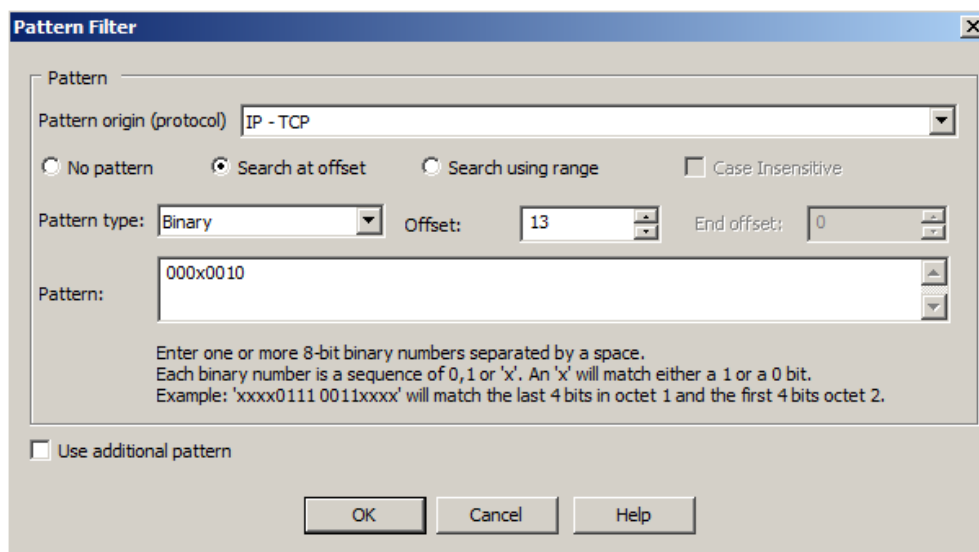 Pattern Filter
Pattern
Pattern origin (protocol) IP - TCP
No pattern Search at offset Search using range Case Insensitive
Pattern type: Binary Offset: 13 End offset: 0
Pattern: 000x0010
Enter one or more 8-bit binary numbers separated by a space.
Each binary number is a sequence of 0,1 or 'x'. An 'x' will match either a 1 or a 0 bit.
Example: 'xxxx0111 0011xxxx' will match the last 4 bits in octet 1 and the first 4 bits octet 2.
Use additional pattern
OK Cancel Help